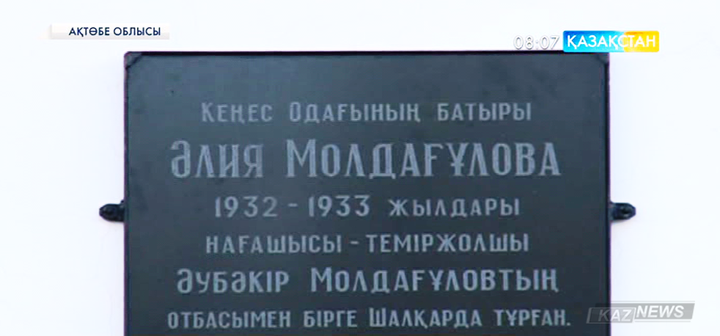 АҚТӨБЕ ОБЛЫСЫ
08:07 ҚАЗАҚСТАН
КЕҢЕС ОДАҒЫНЫҢ БАТЫРЫ
ӘЛИЯ МОЛДАҒҰЛОВА
1932 - 1933 ЖЫЛДАРЫ
НАҒАШЫСЫ - ТЕМІРЖОЛШЫ
ӘУБӘКІР МОЛДАҒҰЛОВТЫҢ
ОТБАСЫМЕН БІРГЕ ШАЛҚАРДА ТҰРҒАН.
KAZ NEWS